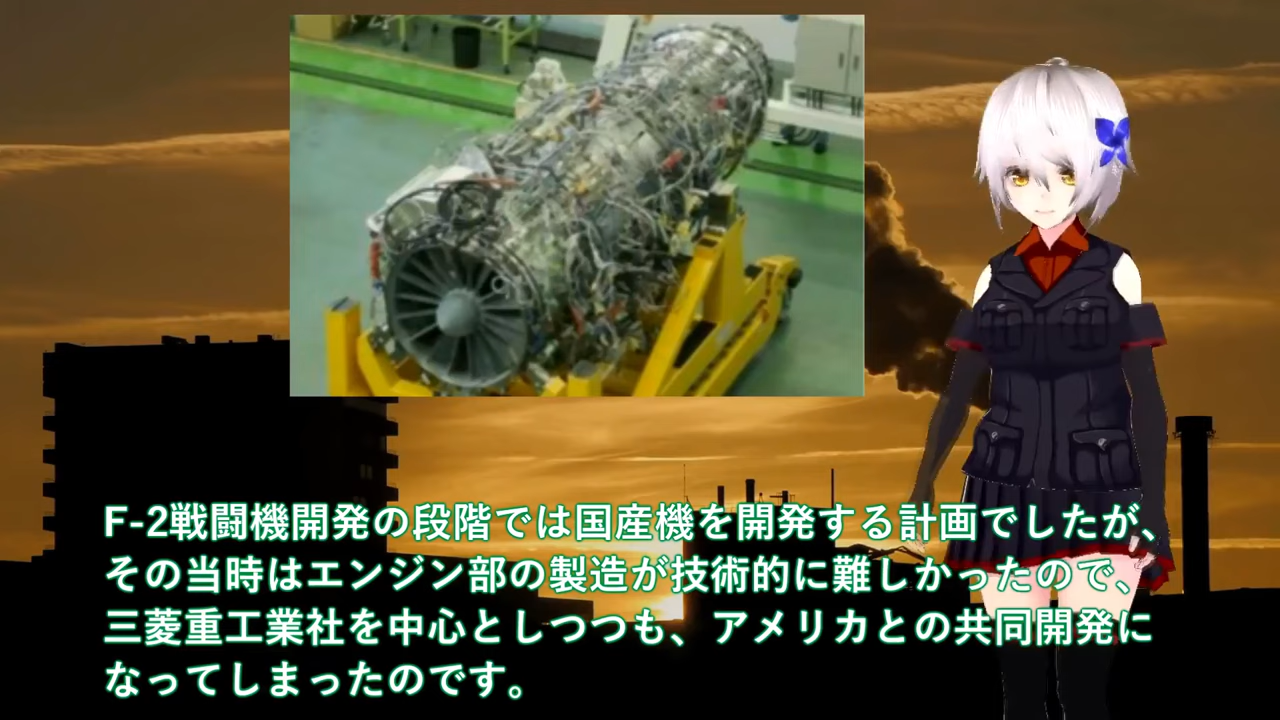 F-2戦闘機開発の段階では国産機を開発する計画でしたが、
その当時はエンジン部の製造が技術的に難しかったので、
三菱重工業社を中心としつつも、アメリカとの共同開発に
なってしまったのです。